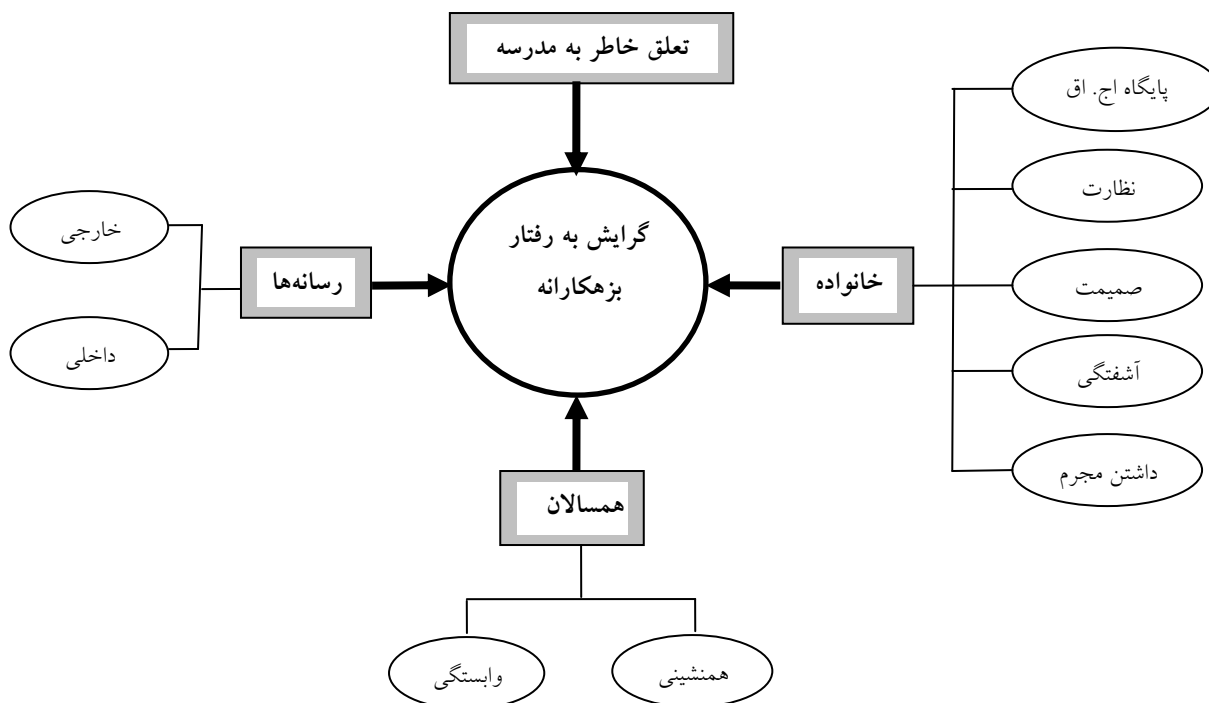 تعلق خاطر به مدرسه
پایگاه اج. اق
نظارت
صمیمت
آشفتگی
داشتن مجرم
خانواده
گرایش به رفتار
بزهکارانه
رسانه‌ها
خارجی
داخلی
همسالان
همنشینی
وابستگی